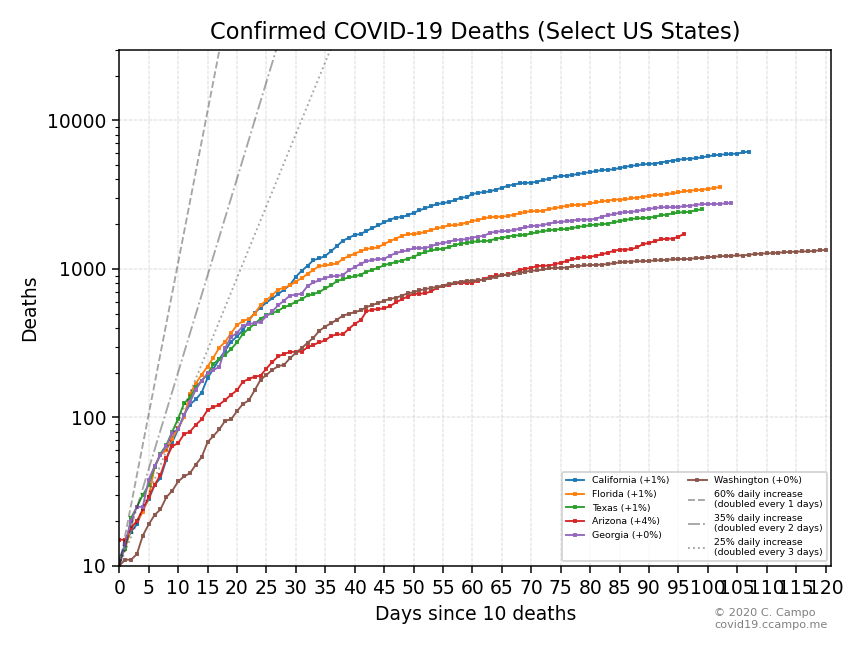 Confirmed COVID-19 Deaths (Select US States)
10000
1000
100
10
Deaths
California (+1%)
Florida (+1%)
Texas (+1%)
Arizona (+4%)
Georgia (+0%)
Washington (+0%)
60% daily increase
(doubled every 1 days)
35% daily increase
(doubled every 2 days)
25% daily increase
(doubled every 3 days)
0 5 10 15 20 25 30 35 40 45 50 55 60 65 70 75 80 85 90 95 100 105 110 115 120
Days since 10 deaths
© 2020 C. Campo
covid19.ccampo.me